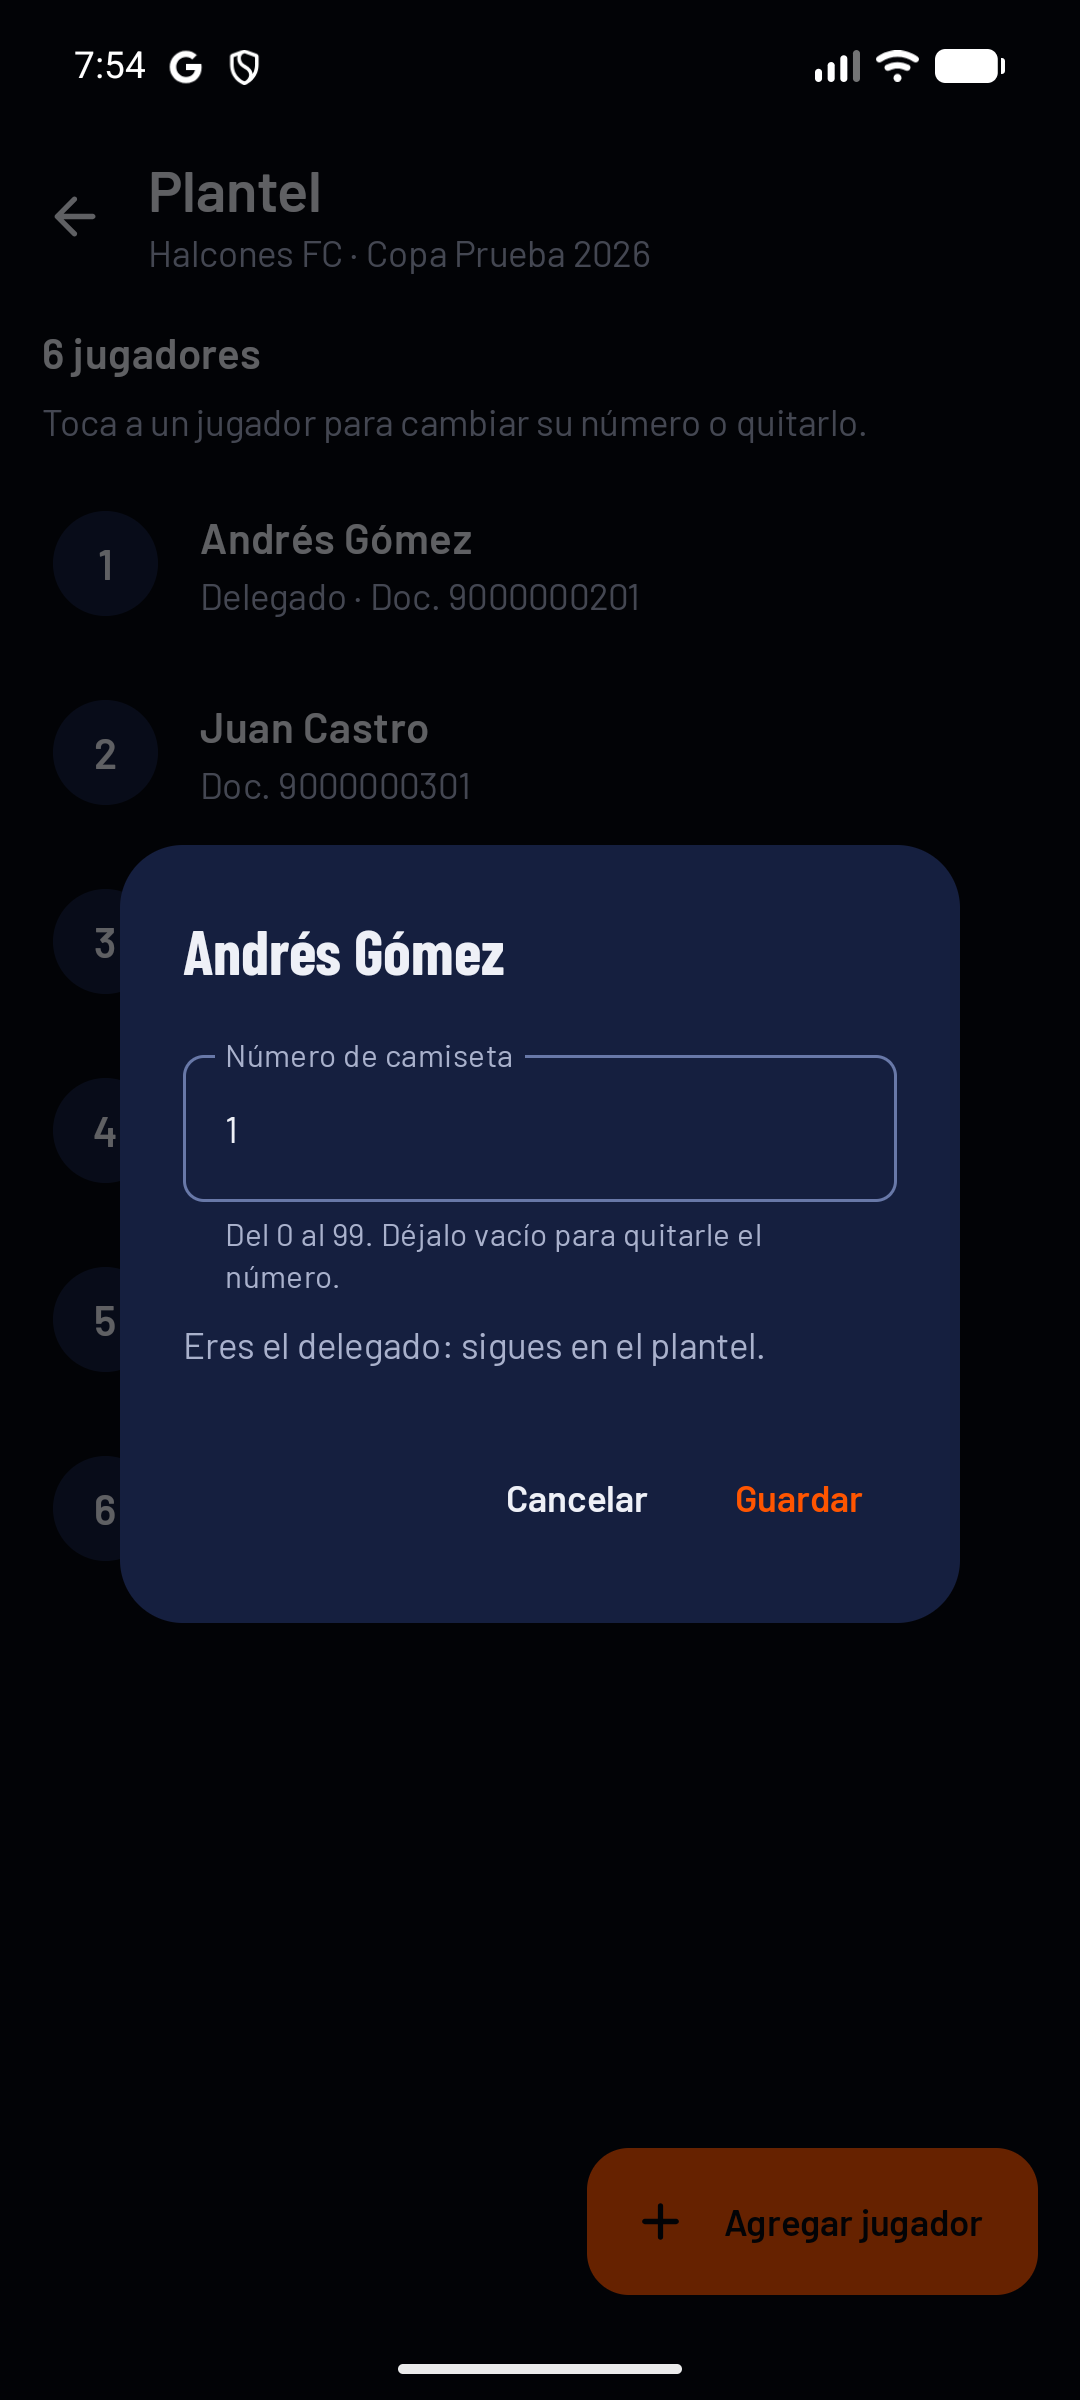 7:54
Plantel
Halcones FC · Copa Prueba 2026
6 jugadores
Toca a un jugador para cambiar su número o quitarlo.
1
Andrés Gómez
Delegado · Doc. 9000000201
2
Juan Castro
Doc. 9000000301
3
4
5
6
Andrés Gómez
Número de camiseta
1
Del 0 al 99. Déjalo vacío para quitarle el
número.
Eres el delegado: sigues en el plantel.
Cancelar
Guardar
Agregar jugador